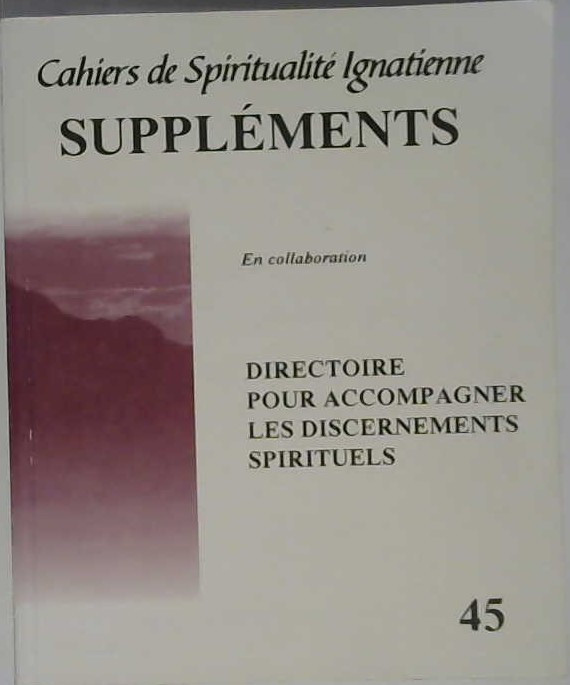 Cahiers de Spiritualité Ignatienne
SUPPLÉMENTS
En collaboration
DIRECTOIRE
POUR ACCOMPAGNER
LES DISCERNEMENTS
SPIRITUELS
45